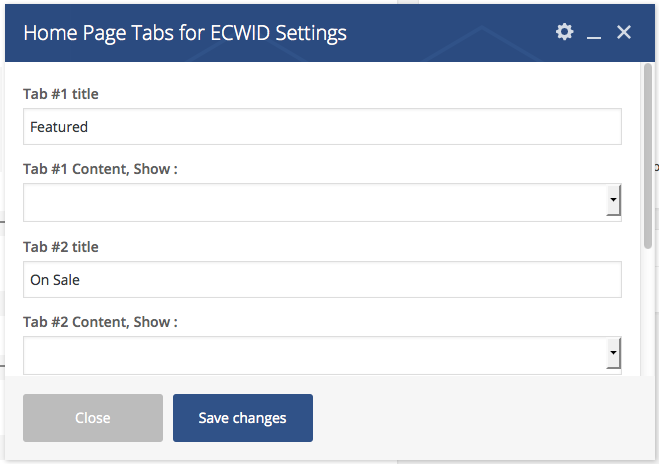 Home Page Tabs for ECWID Settings
Tab #1 title
Featured
Tab #1 Content, Show :
Tab #2 title
On Sale
Tab #2 Content, Show :
Close
Save changes